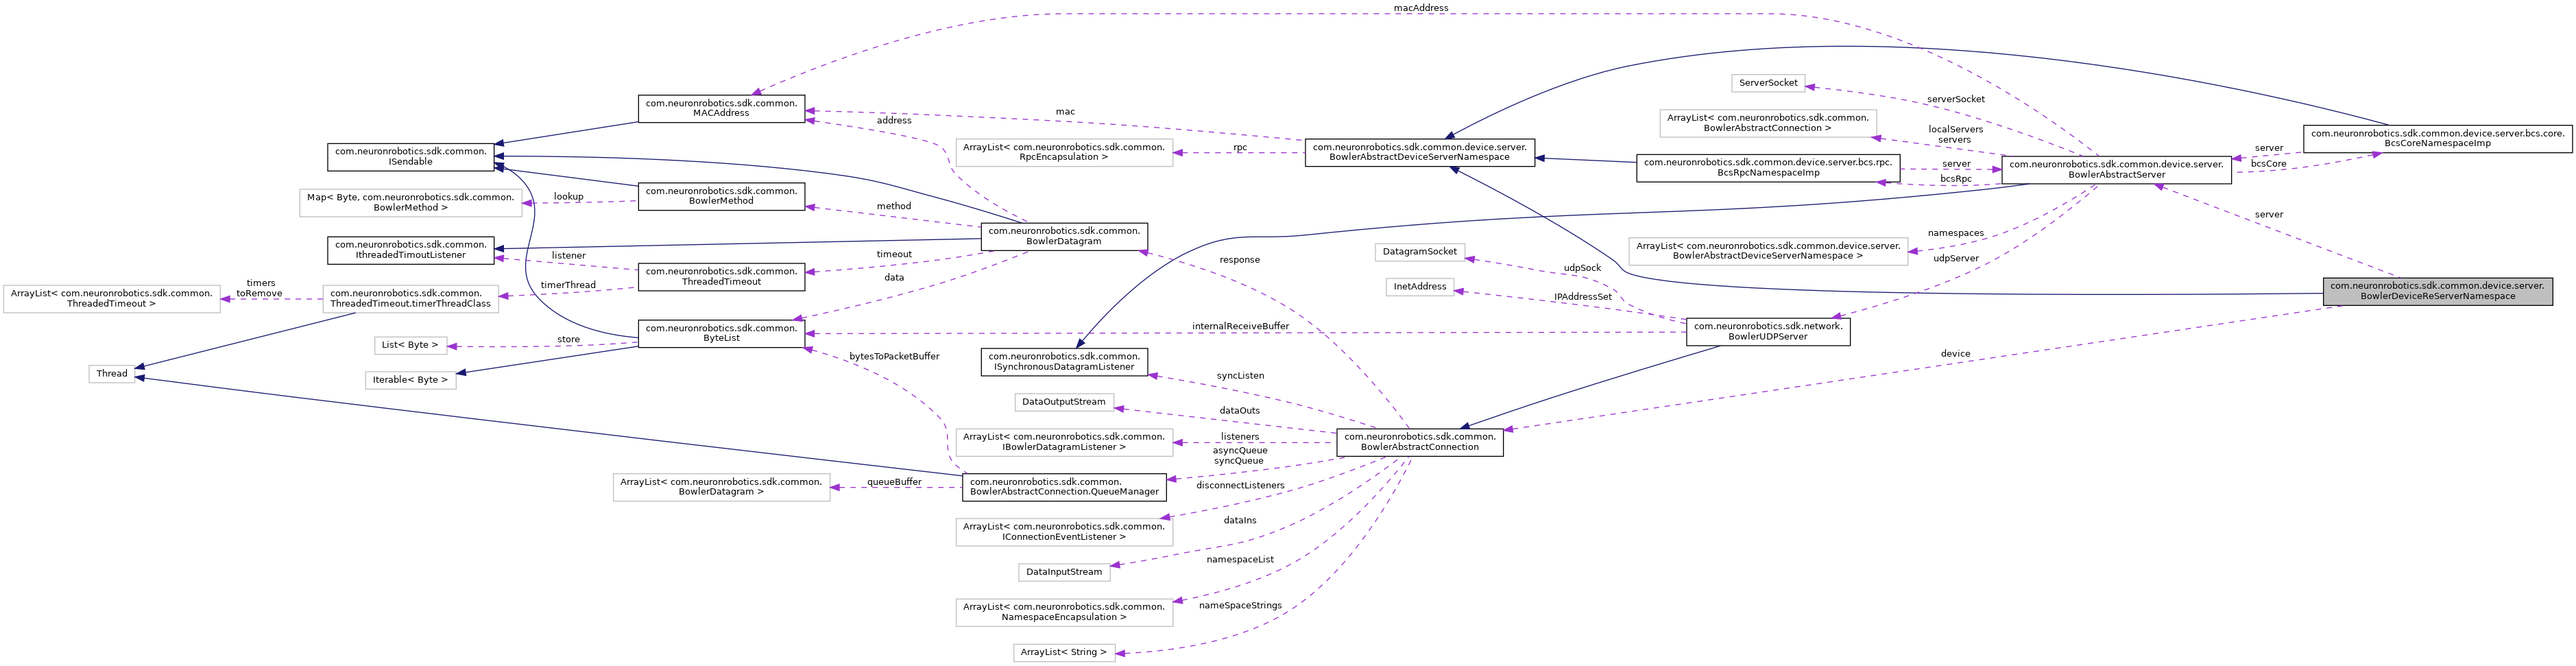 macAddress
ServerSocket
serverSocket
com.neuronrobotics.sdk.common.
MACAddress
mac
address
ArrayList< com.neuronrobotics.sdk.common.
BowlerAbstractConnection >
localServers
servers
com.neuronrobotics.sdk.common.device.server.bcs.core.
BcsCoreNamespaceImp
com.neuronrobotics.sdk.common.
ISendable
ArrayList< com.neuronrobotics.sdk.common.
RpcEncapsulation >
rpc
com.neuronrobotics.sdk.common.device.server.
BowlerAbstractDeviceServerNamespace
com.neuronrobotics.sdk.common.device.server.bcs.rpc.
BcsRpcNamespaceImp
server
bcsRpc
com.neuronrobotics.sdk.common.device.server.
BowlerAbstractServer
server
bcsCore
Map< Byte, com.neuronrobotics.sdk.common.
BowlerMethod >
lookup
com.neuronrobotics.sdk.common.
BowlerMethod
method
com.neuronrobotics.sdk.common.
BowlerDatagram
server
namespaces
com.neuronrobotics.sdk.common.
IthreadedTimoutListener
listener
timeout
response
DatagramSocket
udpSock
ArrayList< com.neuronrobotics.sdk.common.device.server.
BowlerAbstractDeviceServerNamespace >
udpServer
com.neuronrobotics.sdk.common.
ThreadedTimeout
data
timers
toRemove
timerThread
ArrayList< com.neuronrobotics.sdk.common.
ThreadedTimeout >
com.neuronrobotics.sdk.common.
ThreadedTimeout.timerThreadClass
InetAddress
IPAddressSet
com.neuronrobotics.sdk.common.device.server.
BowlerDeviceReServerNamespace
com.neuronrobotics.sdk.common.
ByteList
internalReceiveBuffer
com.neuronrobotics.sdk.network.
BowlerUDPServer
List< Byte >
store
bytesToPacketBuffer
com.neuronrobotics.sdk.common.
ISynchronousDatagramListener
device
Thread
Iterable< Byte >
syncListen
DataOutputStream
dataOuts
ArrayList< com.neuronrobotics.sdk.common.
IBowlerDatagramListener >
listeners
com.neuronrobotics.sdk.common.
BowlerAbstractConnection
asyncQueue
syncQueue
ArrayList< com.neuronrobotics.sdk.common.
BowlerDatagram >
queueBuffer
com.neuronrobotics.sdk.common.
BowlerAbstractConnection.QueueManager
disconnectListeners
ArrayList< com.neuronrobotics.sdk.common.
IConnectionEventListener >
dataIns
DataInputStream
namespaceList
ArrayList< com.neuronrobotics.sdk.common.
NamespaceEncapsulation >
nameSpaceStrings
ArrayList< String >